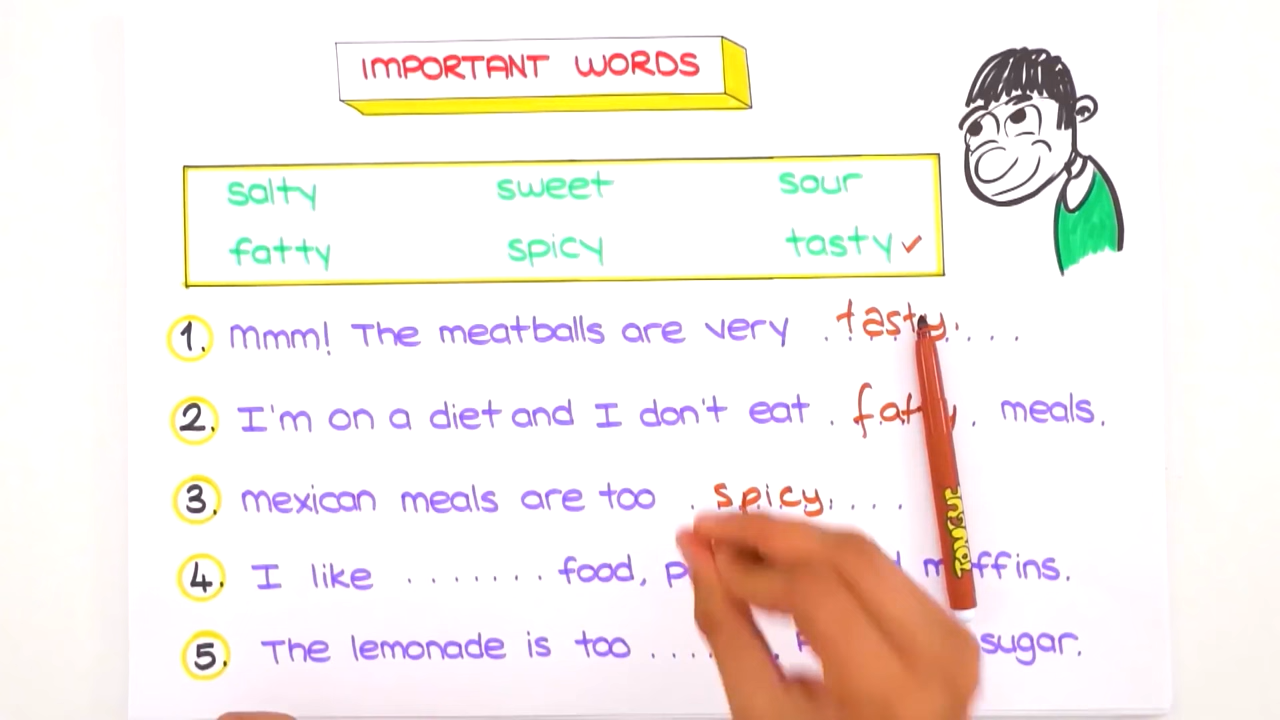 IMPORTANT WORDS
salty sweet sour
fatty spicy tasty ✓
1. Mmm! The meatballs are very . tasty. . . .
2. I'm on a diet and I don't eat . fatty . meals.
3. mexican meals are too . spicy. . . .
4. I like ....... food, muffins.
5. The lemonade is too .... sugar.